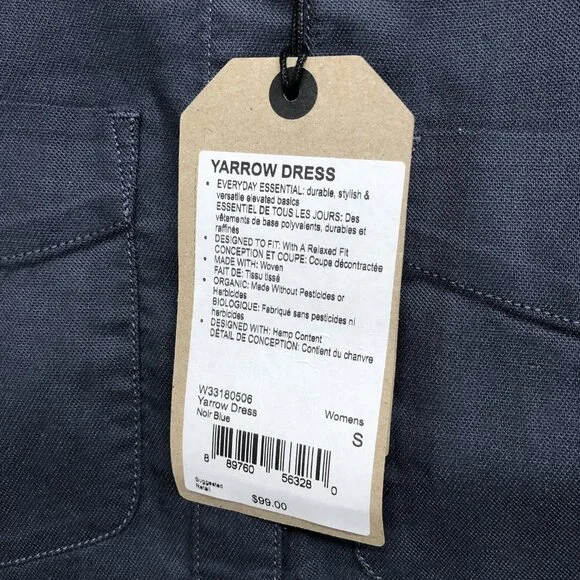 YARROW DRESS
• EVERYDAY ESSENTIAL: durable, stylish &
versatile elevated basics
ESSENTIEL DE TOUS LES JOURS: Des
vêtements de base polyvalents, durables et
raffinés
• DESIGNED TO FIT: With A Relaxed Fit
CONCEPTION ET COUPE: Coupe décontractée
• MADE WITH: Woven
FAIT DE: Tissu tissé
• ORGANIC: Made Without Pesticides or
Herbicides
BIOLOGIQUE: Fabriqué sans pesticides ni
herbicides
• DESIGNED WITH: Hemp Content
DÉTAIL DE CONCEPTION: Contient du chanvre
W33180506
Yarrow Dress Womens
Noir Blue S
8 89760 56328 0
Suggested
Retail $99.00